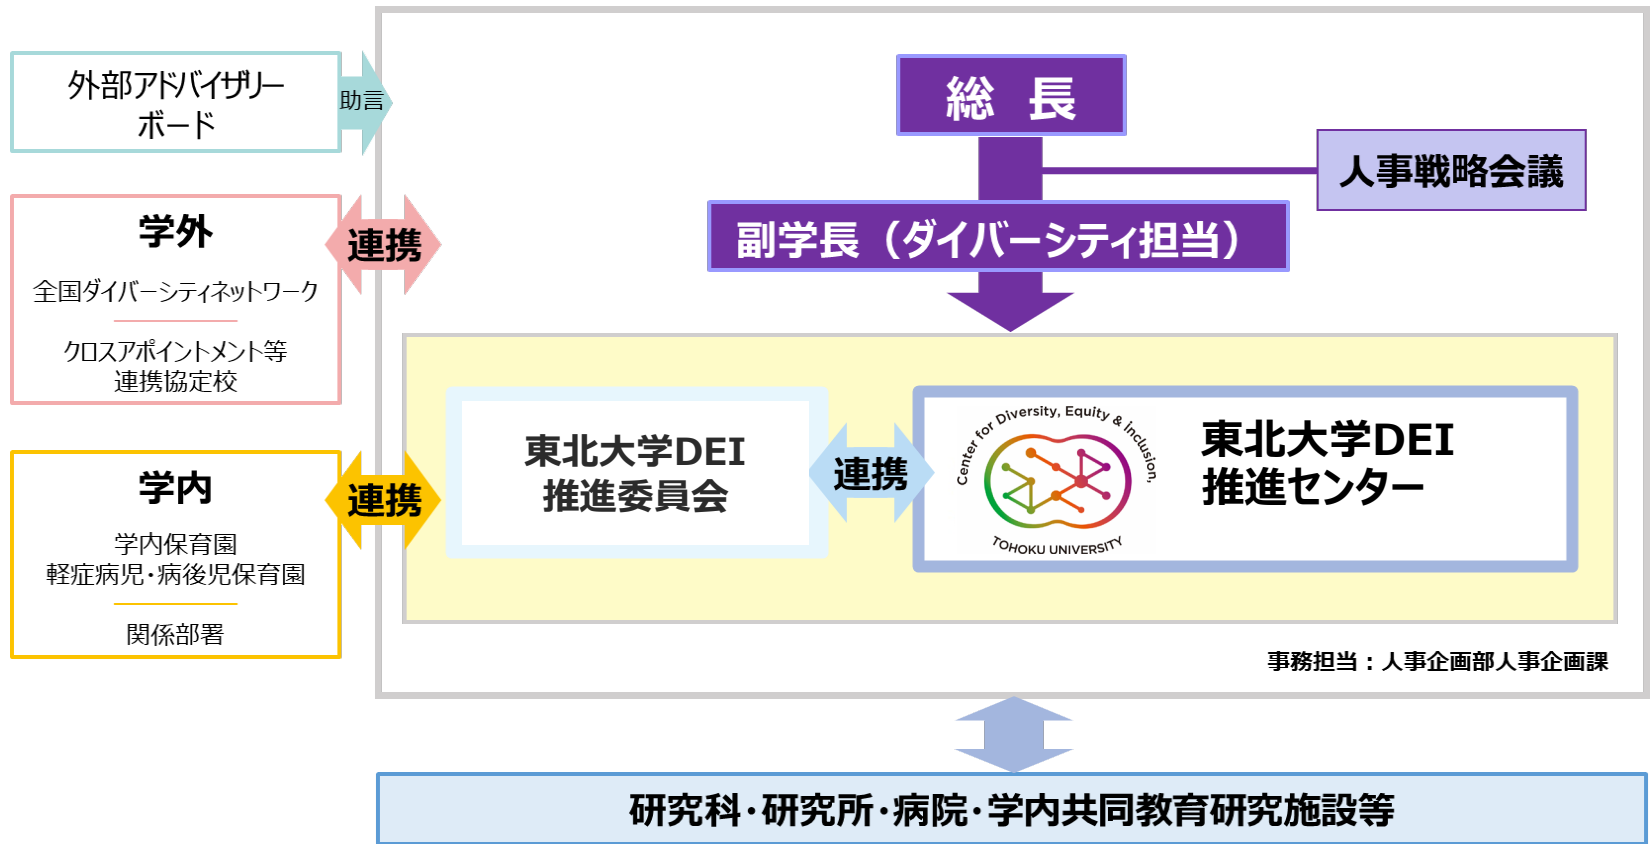 外部アドバイザリー
ボード
助言
総 長
人事戦略会議
副学長（ダイバーシティ担当）
学外
連携
全国ダイバーシティネットワーク
クロスアポイントメント等
連携協定校
学内
連携
学内保育園
軽症病児・病後児保育園
関係部署
東北大学DEI
推進委員会
連携
Center for Diversity, Equity & inclusion,
TOHOKU UNIVERSITY
東北大学DEI
推進センター
事務担当：人事企画部人事企画課
研究科・研究所・病院・学内共同教育研究施設等